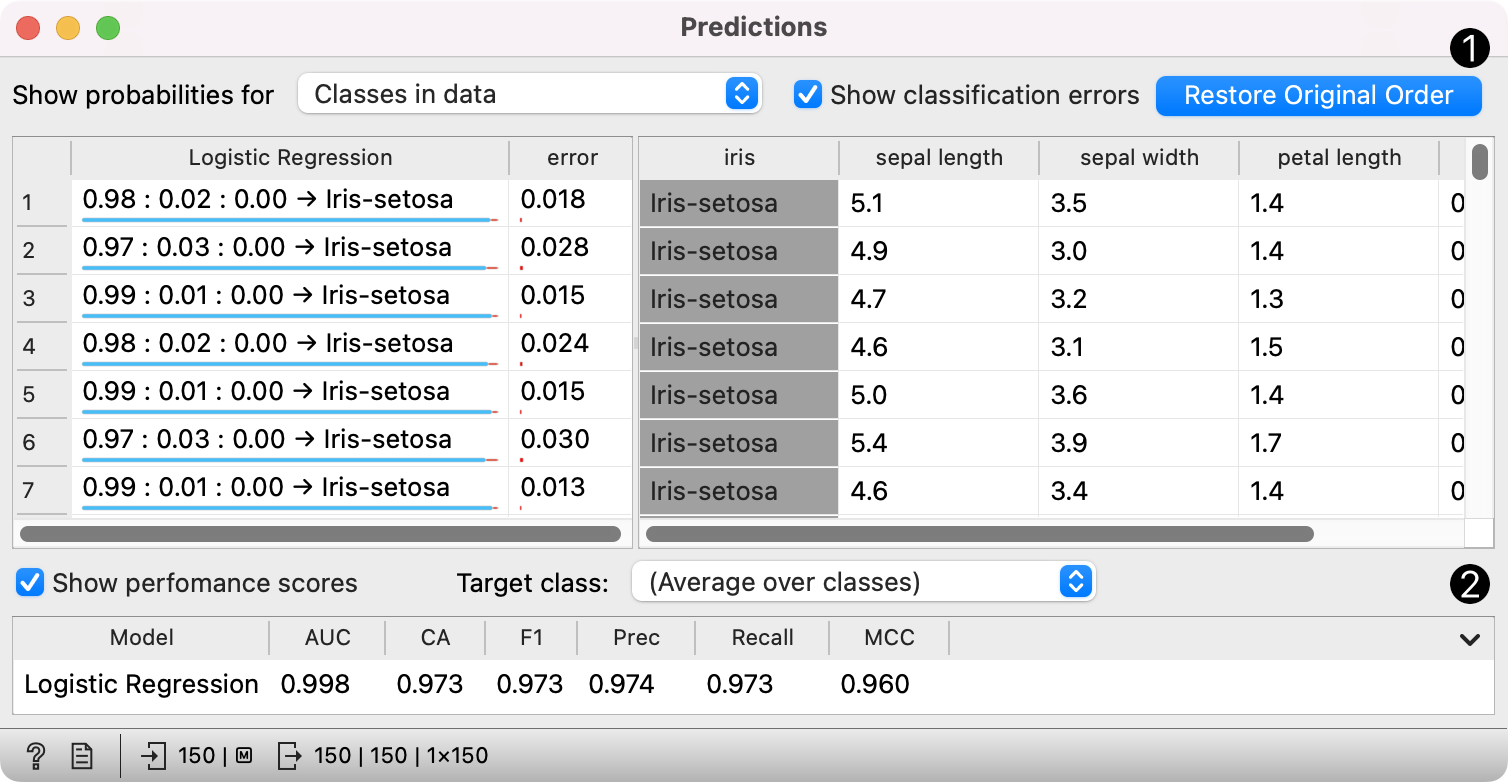 Predictions
1
Show probabilities for Classes in data Show classification errors Restore Original Order
Logistic Regression error iris sepal length sepal width petal length
1 0.98 : 0.02 : 0.00 → Iris-setosa 0.018 Iris-setosa 5.1 3.5 1.4 0
2 0.97 : 0.03 : 0.00 → Iris-setosa 0.028 Iris-setosa 4.9 3.0 1.4 0
3 0.99 : 0.01 : 0.00 → Iris-setosa 0.015 Iris-setosa 4.7 3.2 1.3 0
4 0.98 : 0.02 : 0.00 → Iris-setosa 0.024 Iris-setosa 4.6 3.1 1.5 0
5 0.99 : 0.01 : 0.00 → Iris-setosa 0.015 Iris-setosa 5.0 3.6 1.4 0
6 0.97 : 0.03 : 0.00 → Iris-setosa 0.030 Iris-setosa 5.4 3.9 1.7 0
7 0.99 : 0.01 : 0.00 → Iris-setosa 0.013 Iris-setosa 4.6 3.4 1.4 0
Show perfomance scores Target class: (Average over classes) 2
Model AUC CA F1 Prec Recall MCC
Logistic Regression 0.998 0.973 0.973 0.974 0.973 0.960
? 150 | M 150 | 150 | 1×150